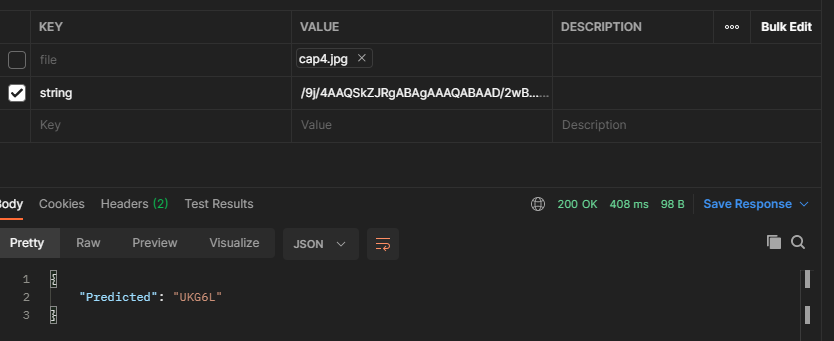 KEY VALUE DESCRIPTION ooo Bulk Edit
file cap4.jpg ×
string /9j/4AAQSkZJRgABAgAAAQABAAD/2wB...…
Key Value Description
Body Cookies Headers (2) Test Results 200 OK 408 ms 98 B Save Response
Pretty Raw Preview Visualize JSON
1 {
2 "Predicted": "UKG6L"
3 }